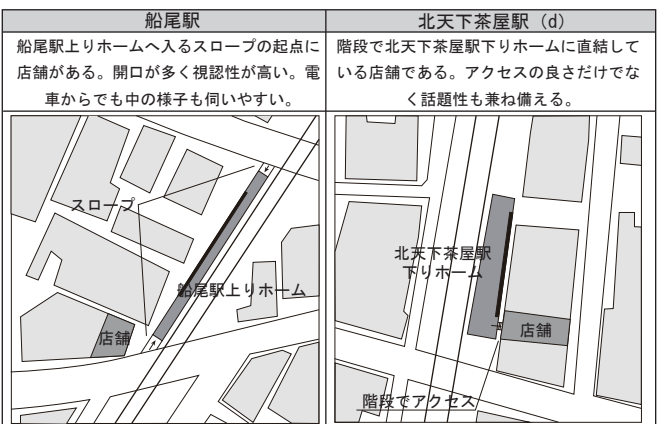 船尾駅
船尾駅上りホームへ入るスロープの起点に
店舗がある。開口が多く視認性が高い。電
車からでも中の様子も伺いやすい。
スロープ
船尾駅上りホーム
店舗
北天下茶屋駅（d）
階段で北天下茶屋駅下りホームに直結して
いる店舗である。アクセスの良さだけでな
く話題性も兼ね備える。
北天下茶屋駅
下りホーム
店舗
階段でアクセス